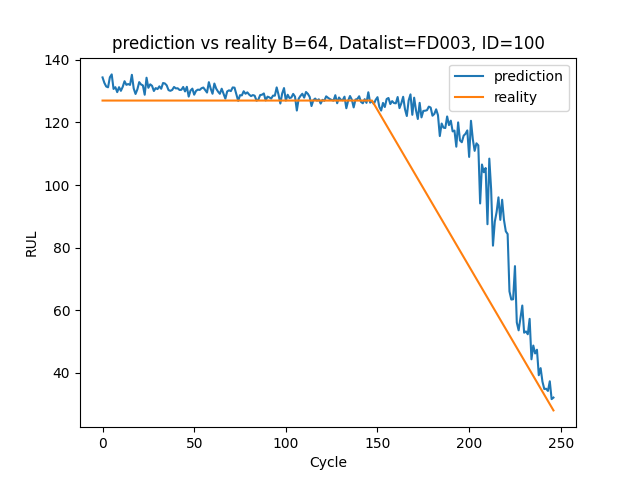 prediction vs reality B=64, Datalist=FD003, ID=100
140
120
100
80
60
40
RUL
prediction
reality
0 50 100 150 200 250
Cycle